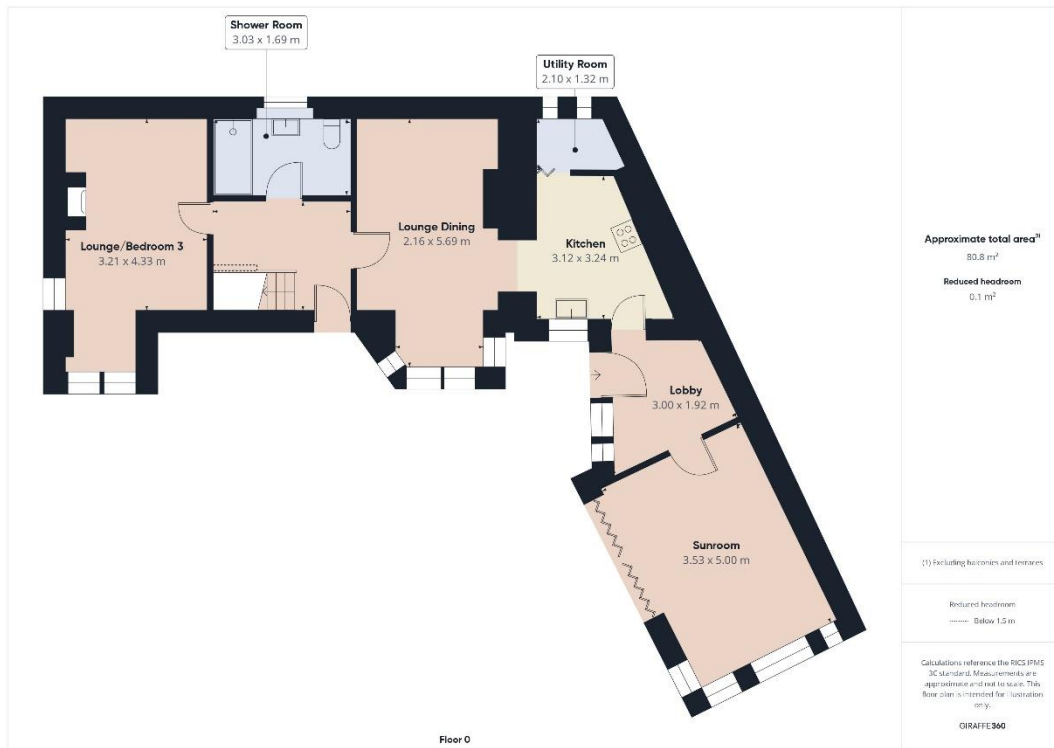 Shower Room
3.03 x 1.69 m
Utility Room
2.10 x 1.32 m
Lounge/Bedroom 3
3.21 x 4.33 m
Lounge Dining
2.16 x 5.69 m
Kitchen
3.12 x 3.24 m
Lobby
3.00 x 1.92 m
Sunroom
3.53 x 5.00 m
Floor 0
Approximate total area(1)
80.8 m²
Reduced headroom
0.1 m²
(1) Excluding balconies and terraces
Reduced headroom
Below 1.5 m
Calculations reference the RICS IPMS
3C standard. Measurements are
approximate and not to scale. This
floor plan is intended for illustration
only.
GIRAFFE360